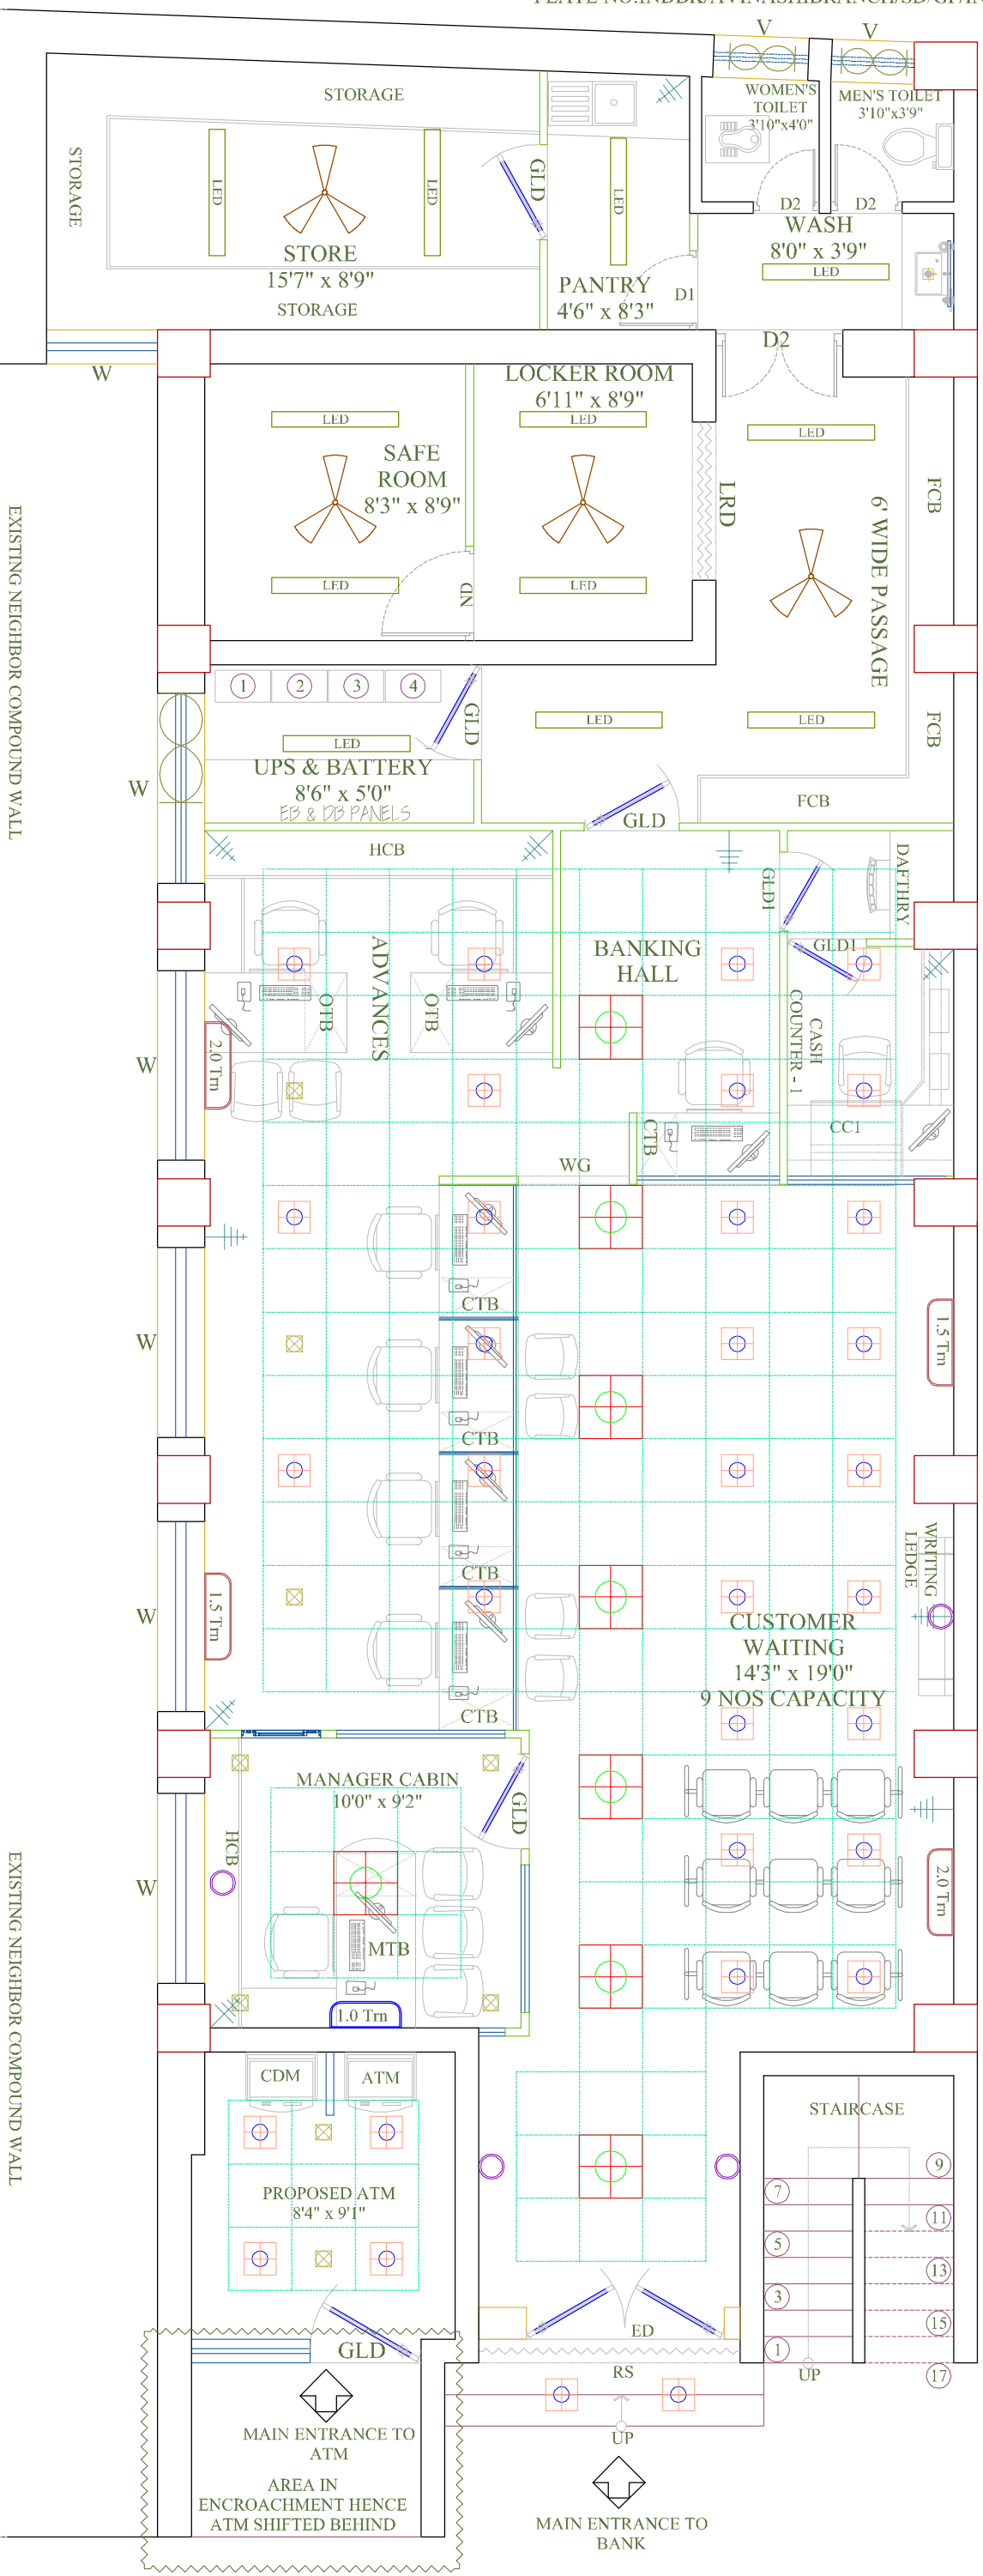 V
V
WOMEN'S
TOILET
3'10"x4'0"
MEN'S TOILET
3'10"x3'9"
STORAGE
STORAGE
LED
LED
LED
GLD
D2
D2
STORE
15'7" x 8'9"
STORAGE
WASH
8'0" x 3'9"
LED
PANTRY
4'6" x 8'3"
D1
D2
W
LOCKER ROOM
6'11" x 8'9"
LED
LED
LED
SAFE
ROOM
8'3" x 8'9"
LRD
FCB
6' WIDE PASSAGE
EXISTING NEIGHBOR COMPOUND WALL
LED
LED
ND
1
2
3
4
GLD
LED
LED
FCB
LED
UPS & BATTERY
8'6" x 5'0"
EB & DB PANELS
W
FCB
GLD
HCB
GLD1
DAFTHRY
ADVANCES
BANKING
HALL
GLD1
OTB
OTB
CASH
COUNTER - 1
2.0 Trn
W
CTB
CC1
WG
CTB
1.5 Trn
W
CTB
CTB
WRITING
LEDGE
1.5 Trn
W
CUSTOMER
WAITING
14'3" x 19'0"
9 NOS CAPACITY
CTB
MANAGER CABIN
10'0" x 9'2"
GLD
HCB
W
2.0 Trn
MTB
1.0 Trn
EXISTING NEIGHBOR COMPOUND WALL
CDM
ATM
STAIRCASE
9
7
11
5
13
3
15
1
17
UP
PROPOSED ATM
8'4" x 9'1"
ED
GLD
RS
UP
MAIN ENTRANCE TO
ATM
AREA IN
ENCROACHMENT HENCE
ATM SHIFTED BEHIND
MAIN ENTRANCE TO
BANK